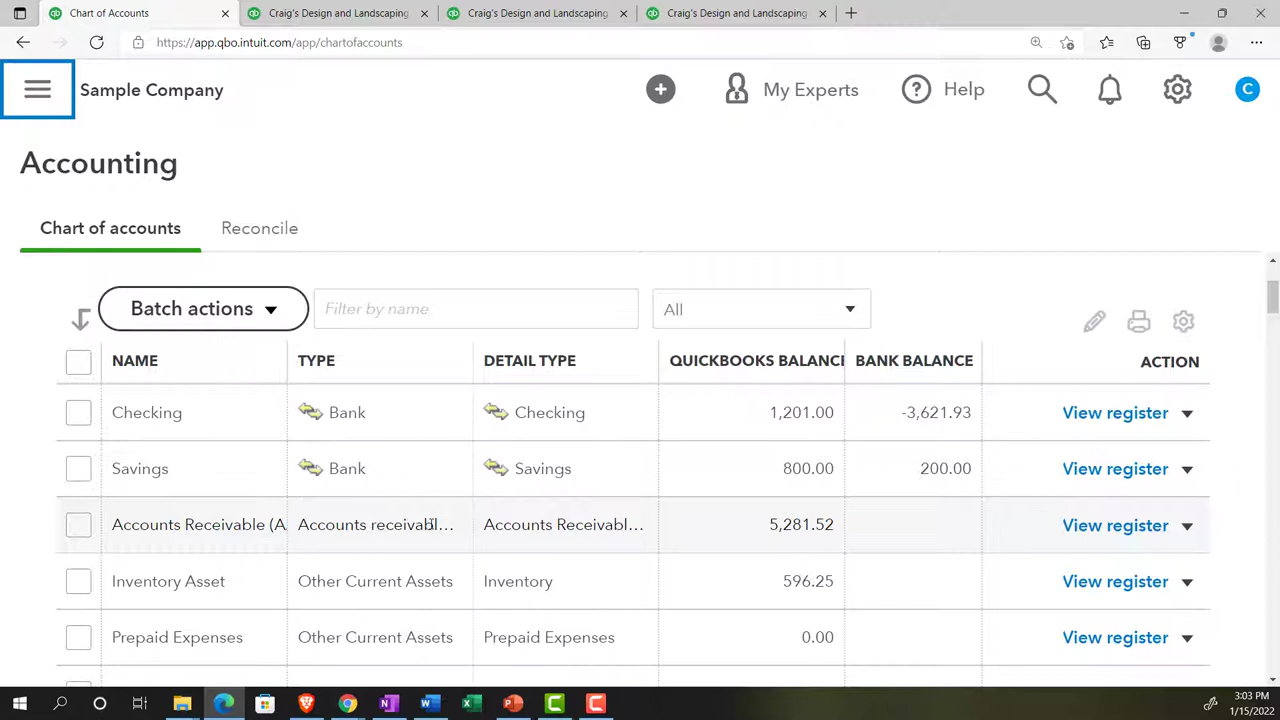 Chart of Accounts
Craig's Design and Landscaping
Craig's Design and Landscaping
Craig's Design and Landscaping
https://app.qbo.intuit.com/app/chartofaccounts
Sample Company
My Experts
Help
C
Accounting
Chart of accounts
Reconcile
Batch actions
Filter by name
All
NAME TYPE DETAIL TYPE QUICKBOOKS BALANCE BANK BALANCE ACTION
Checking Bank Checking 1,201.00 -3,621.93 View register
Savings Bank Savings 800.00 200.00 View register
Accounts Receivable (A Accounts receivabl... Accounts Receivabl... 5,281.52 View register
Inventory Asset Other Current Assets Inventory 596.25 View register
Prepaid Expenses Other Current Assets Prepaid Expenses 0.00 View register
3:03 PM
1/15/2022